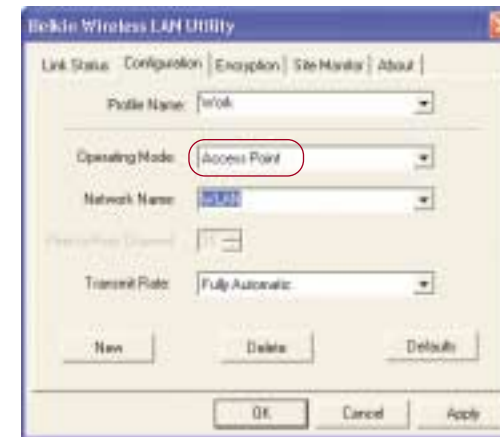 Belkin Wireless LAN Utility
Link Status Configuration Encryption Site Monitor About
Profile Name: Work
Operating Mode: Access Point
Network Name: WLAN
Transmit Rate: Fully Automatic
New Delete Defaults
OK Cancel Apply